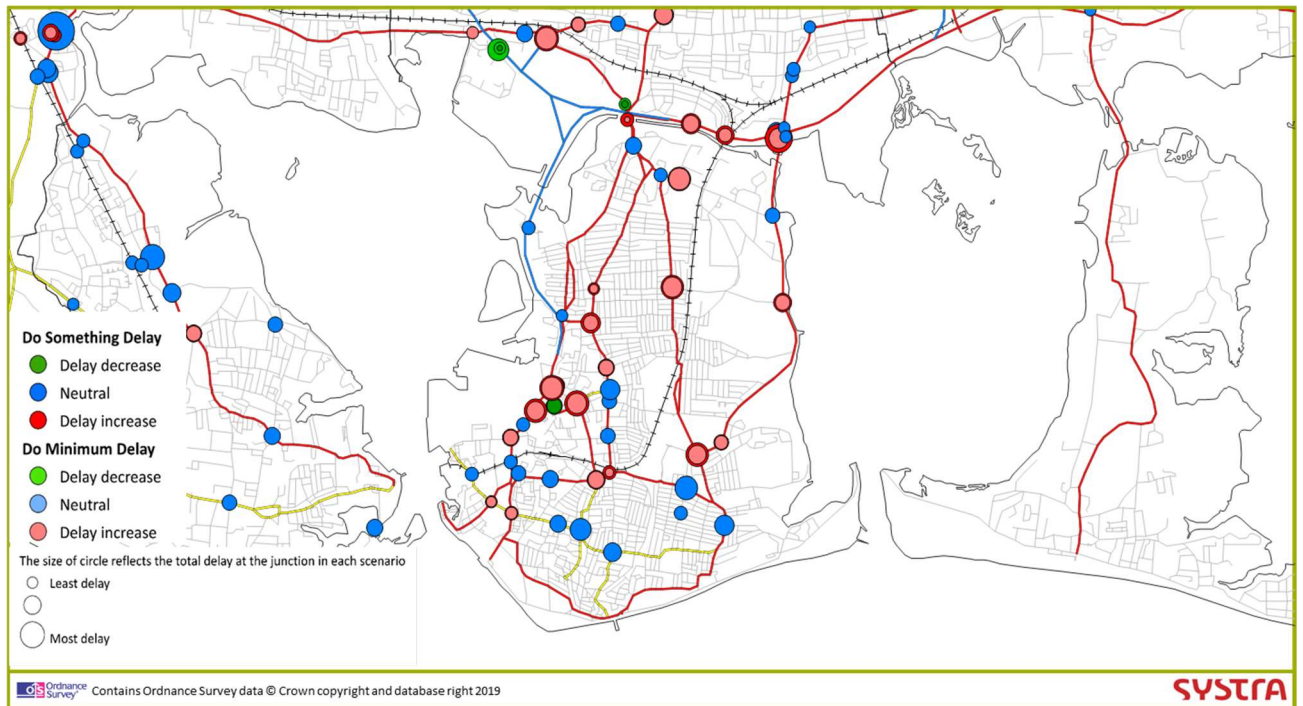 Do Something Delay
Delay decrease
Neutral
Delay increase
Do Minimum Delay
Delay decrease
Neutral
Delay increase
The size of circle reflects the total delay at the junction in each scenario
Least delay
Most delay
OS Ordnance Survey Contains Ordnance Survey data © Crown copyright and database right 2019
SYSTRA